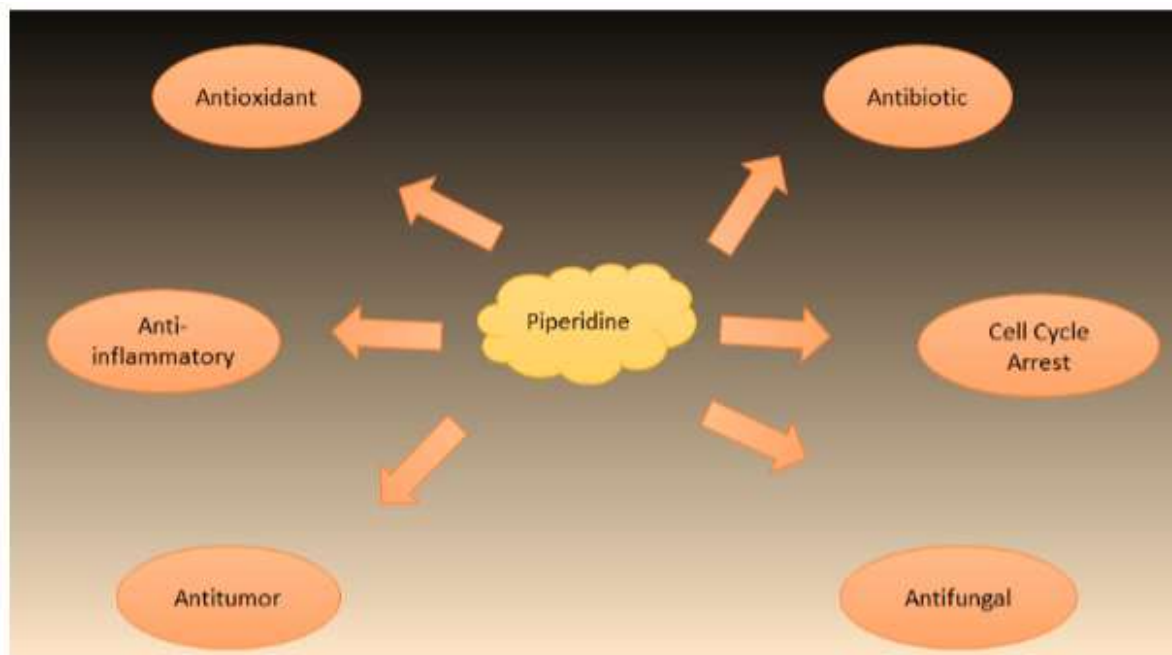 Antioxidant
Antibiotic
Piperidine
Anti-
inflammatory
Cell Cycle
Arrest
Antitumor
Antifungal